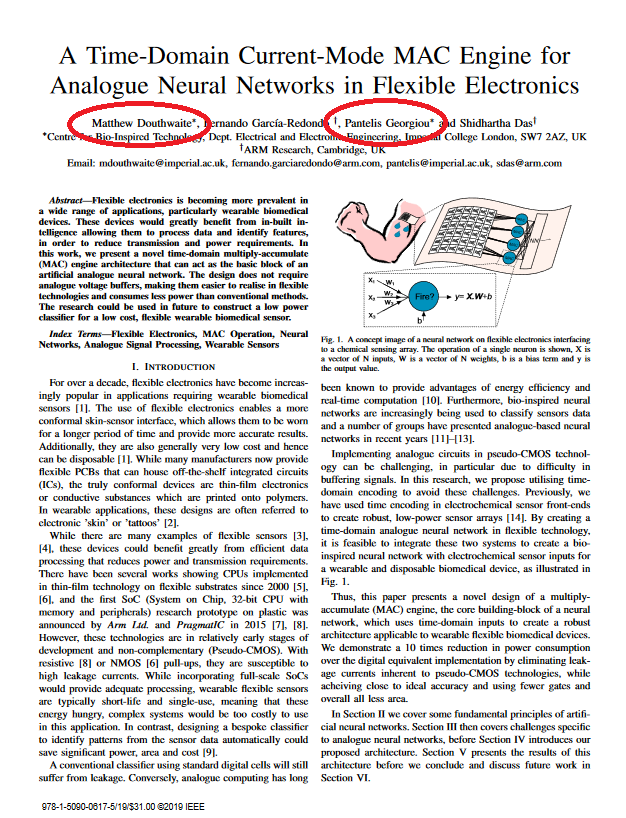 A Time-Domain Current-Mode MAC Engine for
Analogue Neural Networks in Flexible Electronics
Matthew Douthwaite*, Fernando García-Redondo†, Pantelis Georgiou* and Shidhartha Das†
*Centre for Bio-Inspired Technology, Dept. Electrical and Electronic Engineering, Imperial College London, SW7 2AZ, UK
†ARM Research, Cambridge, UK
Email: mdouthwaite@imperial.ac.uk, fernando.garciaredondo@arm.com, pantelis@imperial.ac.uk, sdas@arm.com
Abstract—Flexible electronics is becoming more prevalent in
a wide range of applications, particularly wearable biomedical
devices. These devices would greatly benefit from in-built in-
telligence allowing them to process data and identify features,
in order to reduce transmission and power requirements. In
this work, we present a novel time-domain multiply-accumulate
(MAC) engine architecture that can act as the basic block of an
artificial analogue neural network. The design does not require
analogue voltage buffers, making them easier to realise in flexible
technologies and consumes less power than conventional methods.
The research could be used in future to construct a low power
classifier for a low cost, flexible wearable biomedical sensor.
Index Terms—Flexible Electronics, MAC Operation, Neural
Networks, Analogue Signal Processing, Wearable Sensors
I. INTRODUCTION
For over a decade, flexible electronics have become increas-
ingly popular in applications requiring wearable biomedical
sensors [1]. The use of flexible electronics enables a more
conformal skin-sensor interface, which allows them to be worn
for a longer period of time and provide more accurate results.
Additionally, they are also generally very low cost and hence
can be disposable [1]. While many manufacturers now provide
flexible PCBs that can house off-the-shelf integrated circuits
(ICs), the truly conformal devices are thin-film electronics
or conductive substances which are printed onto polymers.
In wearable applications, these designs are often referred to
electronic 'skin' or 'tattoos' [2].
While there are many examples of flexible sensors [3],
[4], these devices could benefit greatly from efficient data
processing that reduces power and transmission requirements.
There have been several works showing CPUs implemented
in thin-film technology on flexible substrates since 2000 [5],
[6], and the first SoC (System on Chip, 32-bit CPU with
memory and peripherals) research prototype on plastic was
announced by Arm Ltd. and PragmatIC in 2015 [7], [8].
However, these technologies are in relatively early stages of
development and non-complementary (Pseudo-CMOS). With
resistive [8] or NMOS [6] pull-ups, they are susceptible to
high leakage currents. While incorporating full-scale SoCs
would provide adequate processing, wearable flexible sensors
are typically short-life and single-use, meaning that these
energy hungry, complex systems would be too costly to use
in this application. In contrast, designing a bespoke classifier
to identify patterns from the sensor data automatically could
save significant power, area and cost [9].
A conventional classifier using standard digital cells will still
suffer from leakage. Conversely, analogue computing has long
X₁ W₁
X₂ W₂ Fire? y= X.W+b
X₃ W₃
b
Fig. 1. A concept image of a neural network on flexible electronics interfacing
to a chemical sensing array. The operation of a single neuron is shown, X is
a vector of N inputs, W is a vector of N weights, b is a bias term and y is
the output value.
been known to provide advantages of energy efficiency and
real-time computation [10]. Furthermore, bio-inspired neural
networks are increasingly being used to classify sensors data
and a number of groups have presented analogue-based neural
networks in recent years [11]–[13].
Implementing analogue circuits in pseudo-CMOS technol-
ogy can be challenging, in particular due to difficulty in
buffering signals. In this research, we propose utilising time-
domain encoding to avoid these challenges. Previously, we
have used time encoding in electrochemical sensor front-ends
to create robust, low-power sensor arrays [14]. By creating a
time-domain analogue neural network in flexible technology,
it is feasible to integrate these two systems to create a bio-
inspired neural network with electrochemical sensor inputs for
a wearable and disposable biomedical device, as illustrated in
Fig. 1.
Thus, this paper presents a novel design of a multiply-
accumulate (MAC) engine, the core building-block of a neural
network, which uses time-domain inputs to create a robust
architecture applicable to wearable flexible biomedical devices.
We demonstrate a 10 times reduction in power consumption
over the digital equivalent implementation by eliminating leak-
age currents inherent to pseudo-CMOS technologies, while
acheiving close to ideal accuracy and using fewer gates and
overall all less area.
In Section II we cover some fundamental principles of artifi-
cial neural networks. Section III then covers challenges specific
to analogue neural networks, before Section IV introduces our
proposed architecture. Section V presents the results of this
architecture before we conclude and discuss future work in
Section VI.
978-1-5090-0617-5/19/$31.00 ©2019 IEEE